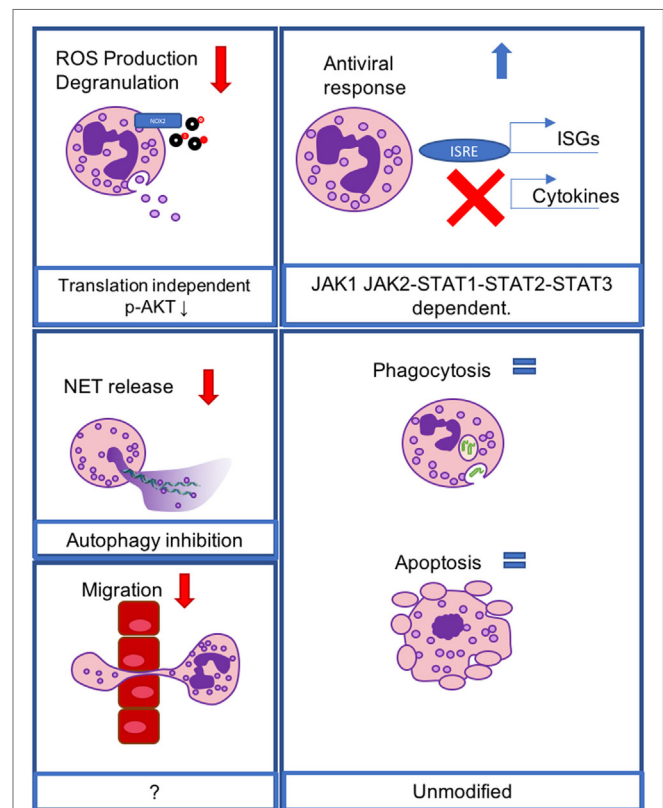 ROS Production
Degranulation
NOX2
Translation independent
p-AKT ↓
Antiviral
response
ISRE
ISGs
Cytokines
JAK1 JAK2-STAT1-STAT2-STAT3
dependent.
NET release
Autophagy inhibition
Migration
?
Phagocytosis
Apoptosis
Unmodified